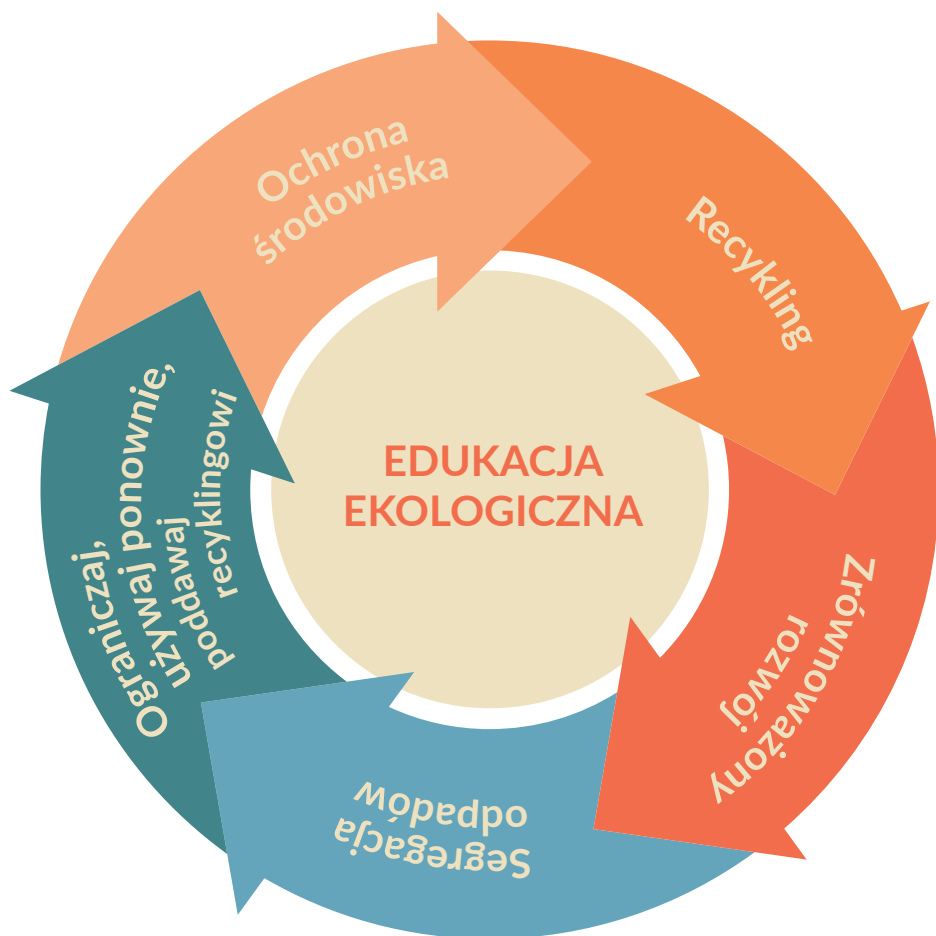 Ochrona
środowiska
Recykling
Zrównoważony
rozwój
Segregacja
odpadów
Ograniczaj,
używaj ponownie,
poddawaj
recyklingowi
EDUKACJA
EKOLOGICZNA